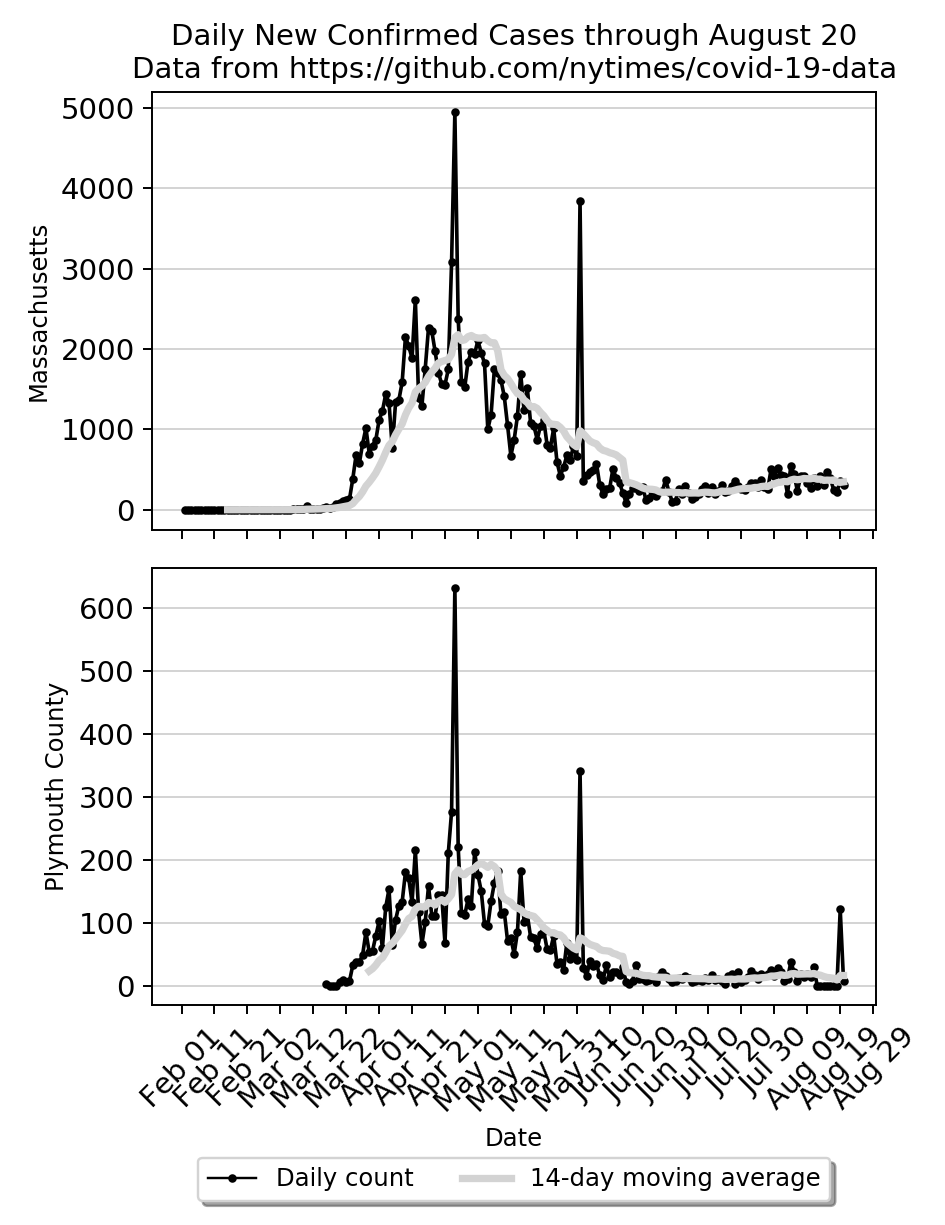 Daily New Confirmed Cases through August 20
Data from https://github.com/nytimes/covid-19-data
5000
4000
3000
2000
1000
0
Massachusetts
600
500
400
300
200
100
0
Plymouth County
Feb 01
Feb 11
Feb 21
Mar 02
Mar 12
Mar 22
Apr 01
Apr 11
Apr 21
May 01
May 11
May 21
May 31
Jun 10
Jun 20
Jun 30
Jul 10
Jul 20
Jul 30
Aug 09
Aug 19
Aug 29
Date
Daily count
14-day moving average